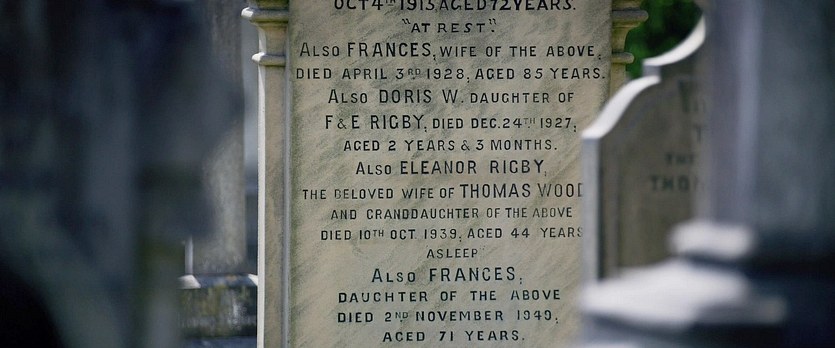 OCT 4TH 1915, AGED 72 YEARS.
"AT REST".
ALSO FRANCES, WIFE OF THE ABOVE,
DIED APRIL 3RD 1928, AGED 85 YEARS.
ALSO DORIS W. DAUGHTER OF
F & E RIGBY, DIED DEC. 24TH 1927,
AGED 2 YEARS & 3 MONTHS.
ALSO ELEANOR RIGBY,
THE BELOVED WIFE OF THOMAS WOOD
AND GRANDDAUGHTER OF THE ABOVE
DIED 10TH OCT 1939, AGED 44 YEARS
ASLEEP
ALSO FRANCES,
DAUGHTER OF THE ABOVE
DIED 2ND NOVEMBER 1949,
AGED 71 YEARS.